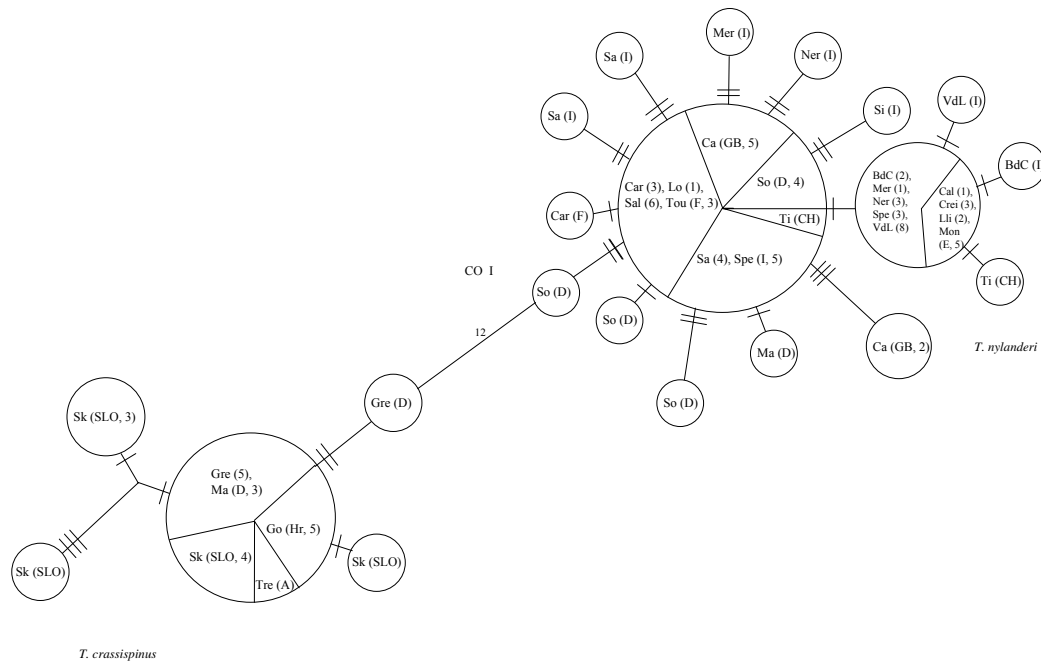 Mer (I)
Sa (I)
Ner (I)
VdL (I)
Sa (I)
Si (I)
Ca (GB, 5)
BdC (I
So (D, 4)
BdC (2),
Mer (1),
Ner (3),
Spe (3),
VdL (8)
Cal (1),
Crei (3),
Lli (2),
Mon
(E, 5)
Car (3), Lo (1),
Sal (6), Tou (F, 3)
Car (F)
Ti (CH)
Sa (4), Spe (I, 5)
CO I
So (D)
Ti (CH)
So (D)
12
Ma (D)
Ca (GB, 2)
T. nylanderi
Gre (D)
So (D)
Sk (SLO, 3)
Gre (5),
Ma (D, 3)
Go (Hr, 5)
Sk (SLO, 4)
Sk (SLO)
Sk (SLO)
Tre (A)
T. crassispinus